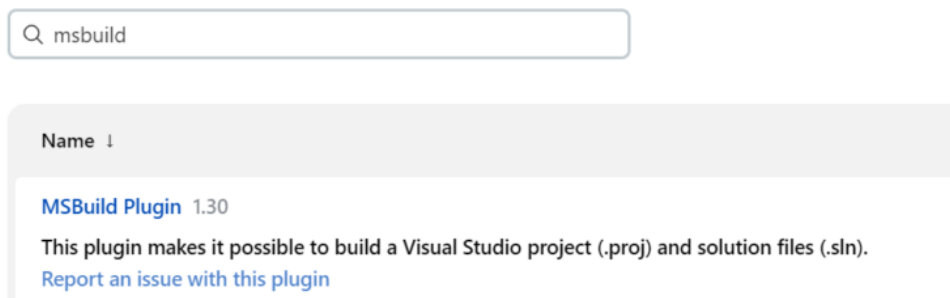 msbuild
Name ↓
MSBuild Plugin 1.30
This plugin makes it possible to build a Visual Studio project (.proj) and solution files (.sln).
Report an issue with this plugin